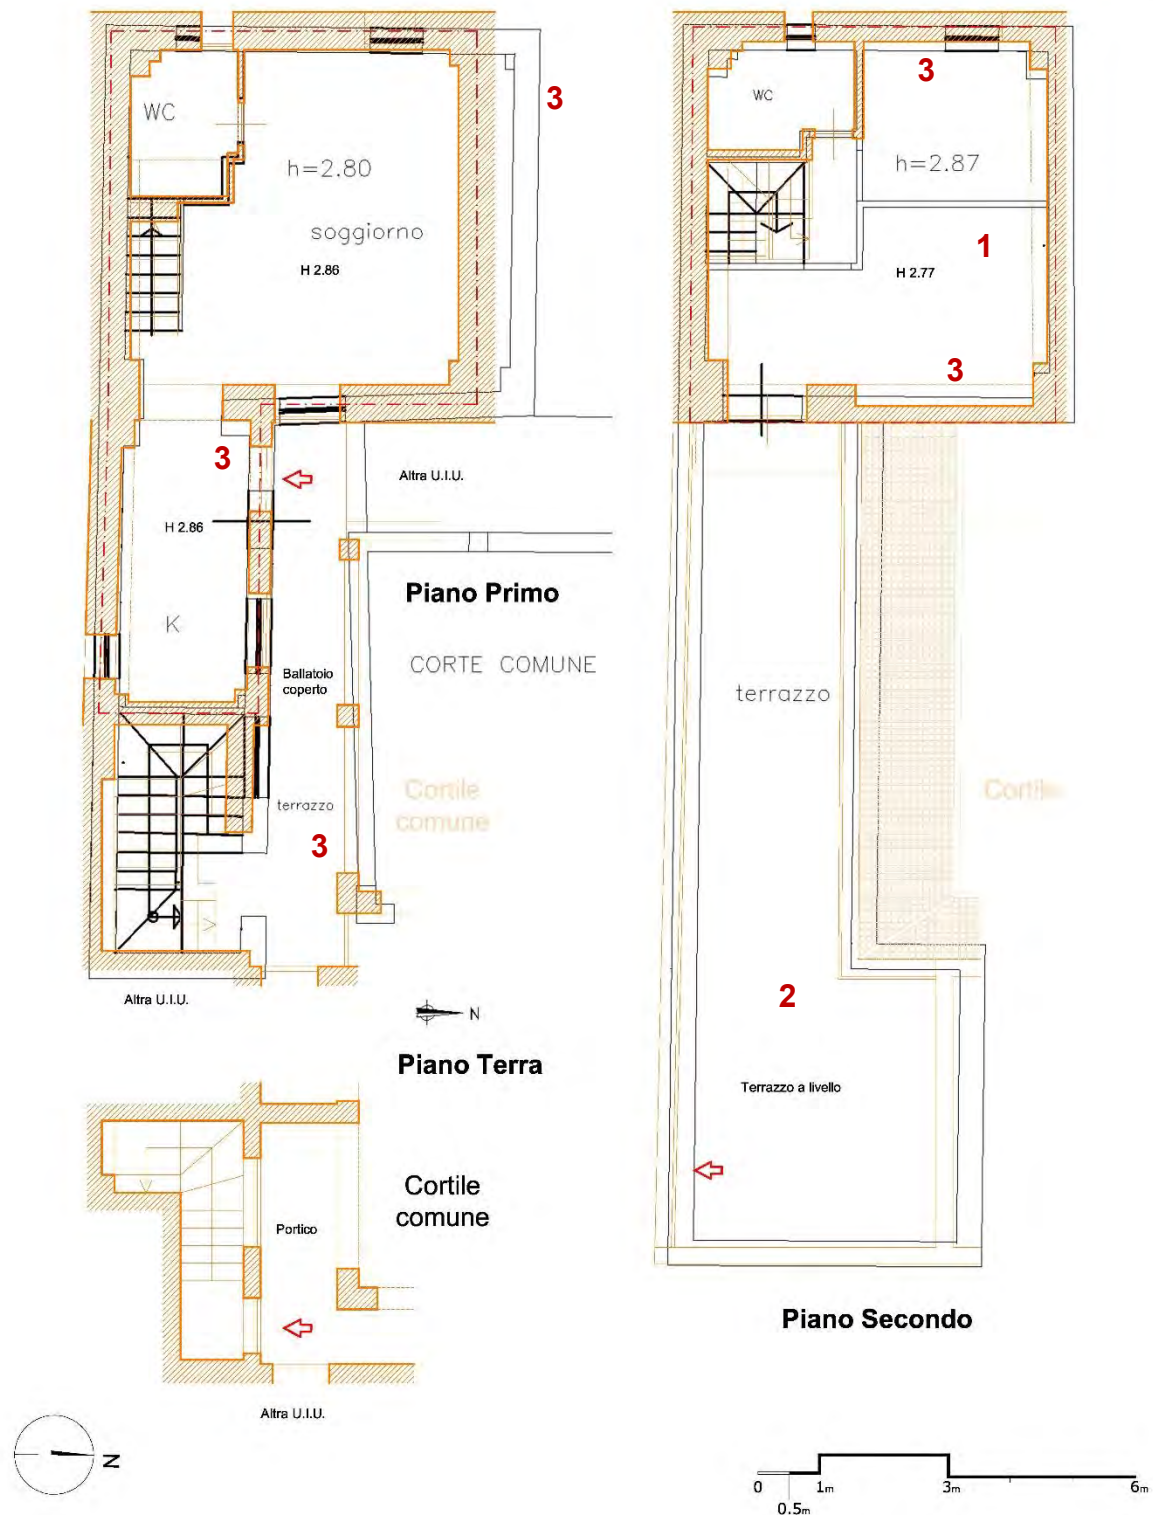 WC
h=2.80
soggiorno
H 2.86
3
3
H 2.86
K
Altra U.I.U.
Piano Primo
CORTE COMUNE
Ballatoio
coperto
Cortile
comune
terrazzo
3
Altra U.I.U.
N
WC
3
h=2.87
1
H 2.77
3
terrazzo
Cortile
2
Terrazzo a livello
Piano Secondo
Piano Terra
Cortile
comune
Portico
Altra U.I.U.
N
0
0.5m
1m
3m
6m